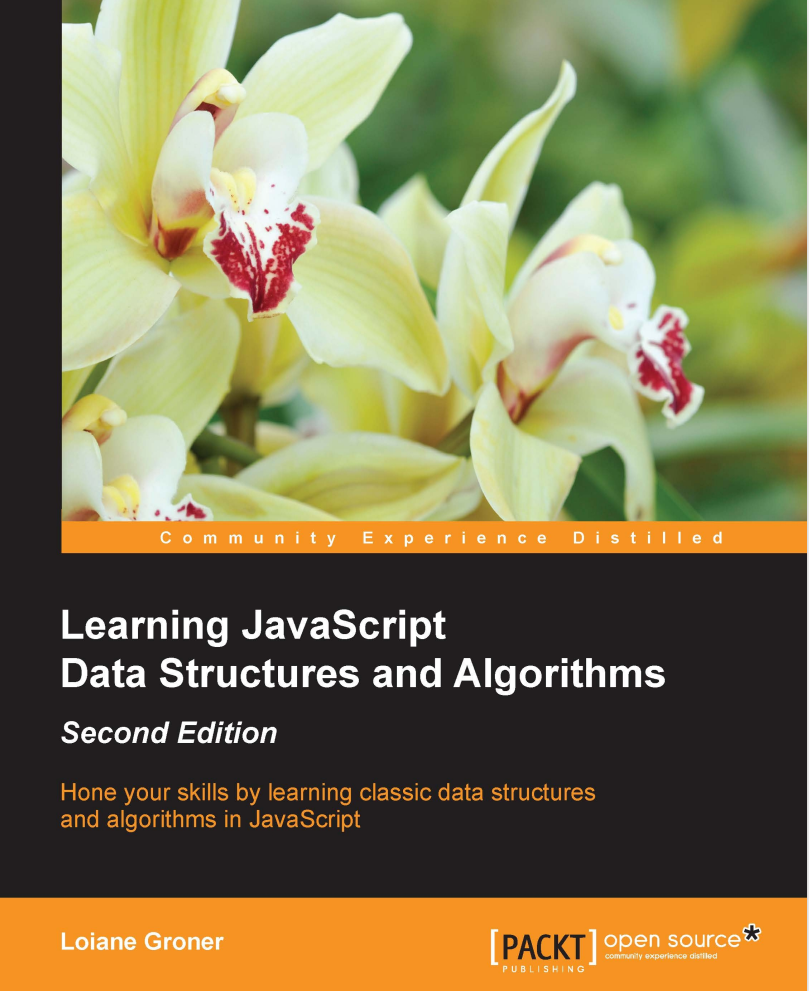 Community Experience Distilled
Learning JavaScript
Data Structures and Algorithms
Second Edition
Hone your skills by learning classic data structures
and algorithms in JavaScript
Loiane Groner
[PACKT] open source*
PUBLISHING community experience distilled